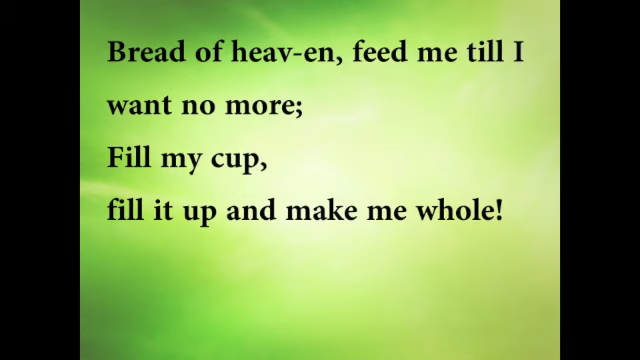 Bread of heav-en, feed me till I
want no more;
Fill my cup,
fill it up and make me whole!